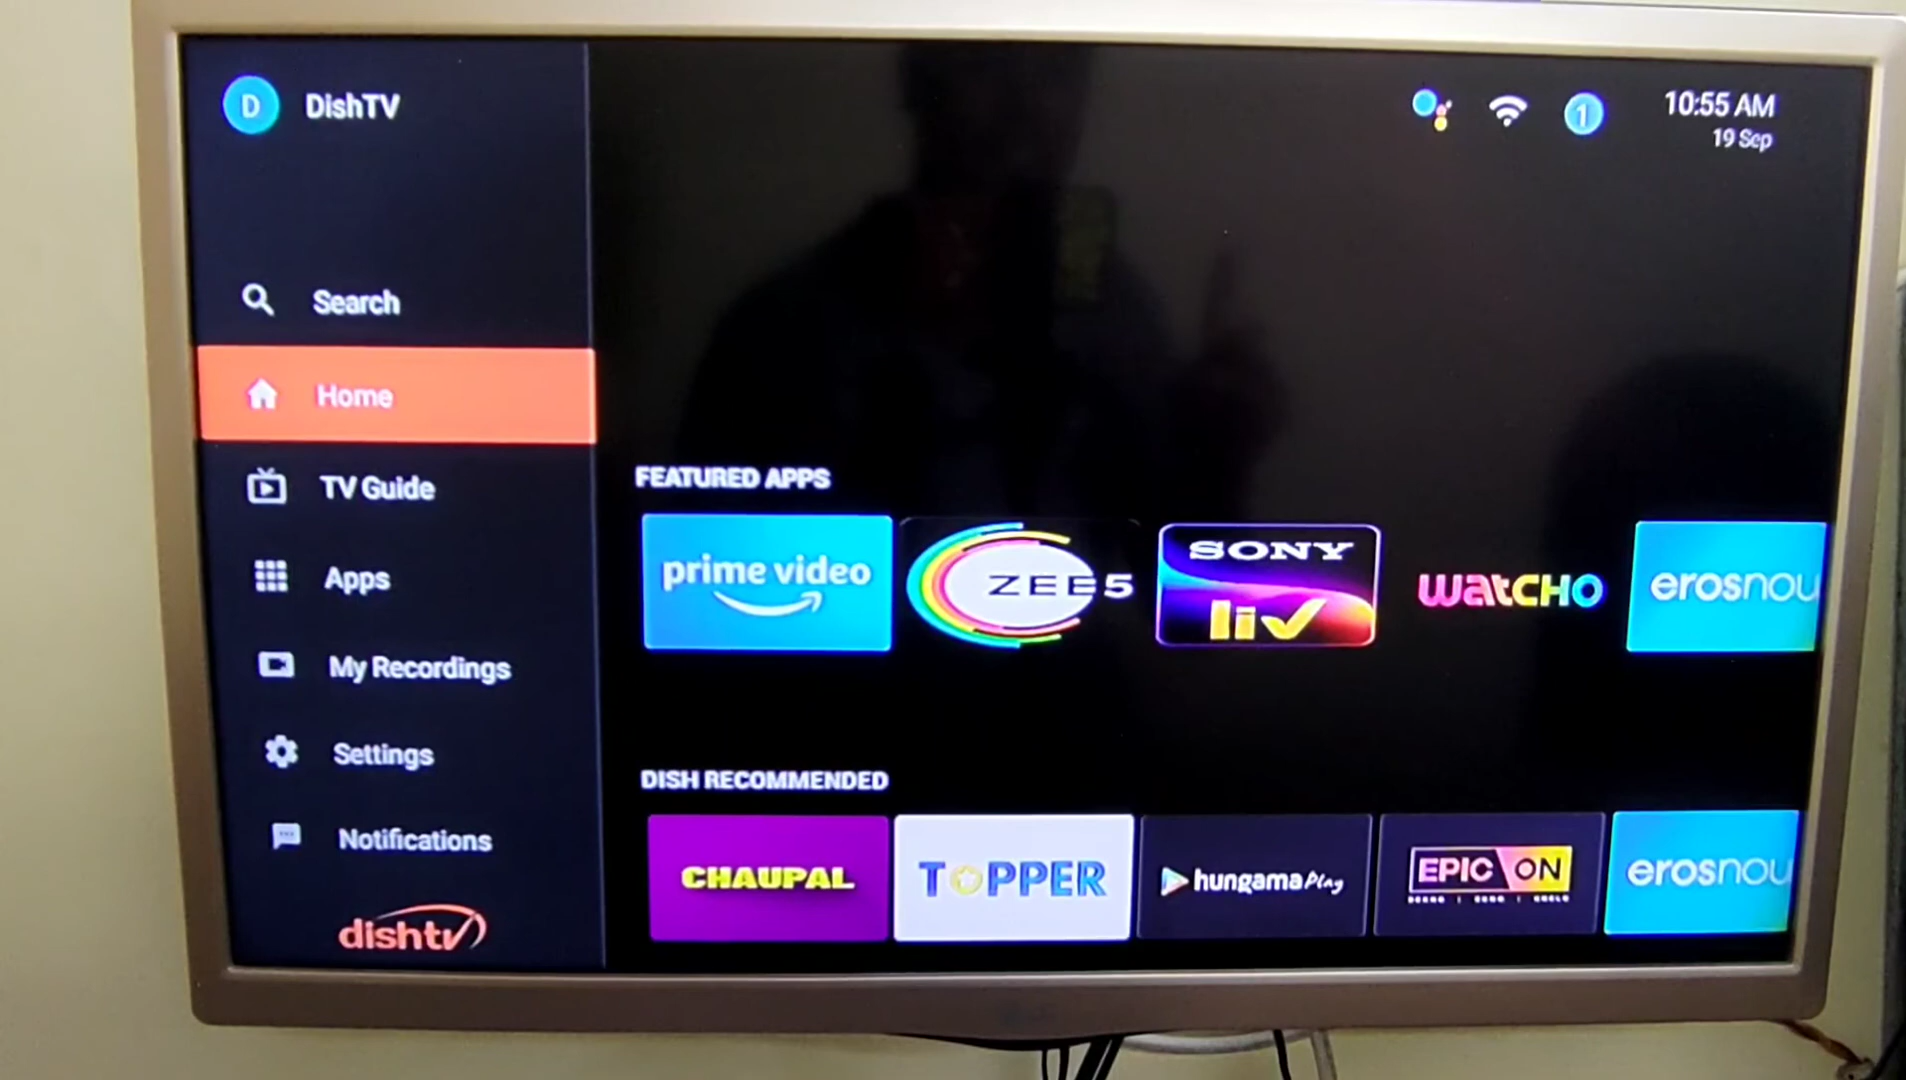 D DishTV
1 10:55 AM
19 Sep
Search
Home
TV Guide
Apps
My Recordings
Settings
Notifications
dishtv
FEATURED APPS
prime video
ZEE5
SONY
liv
WatCHO
erosnou
DISH RECOMMENDED
CHAUPAL
TOPPER
hungama Play
EPIC ON
erosnou